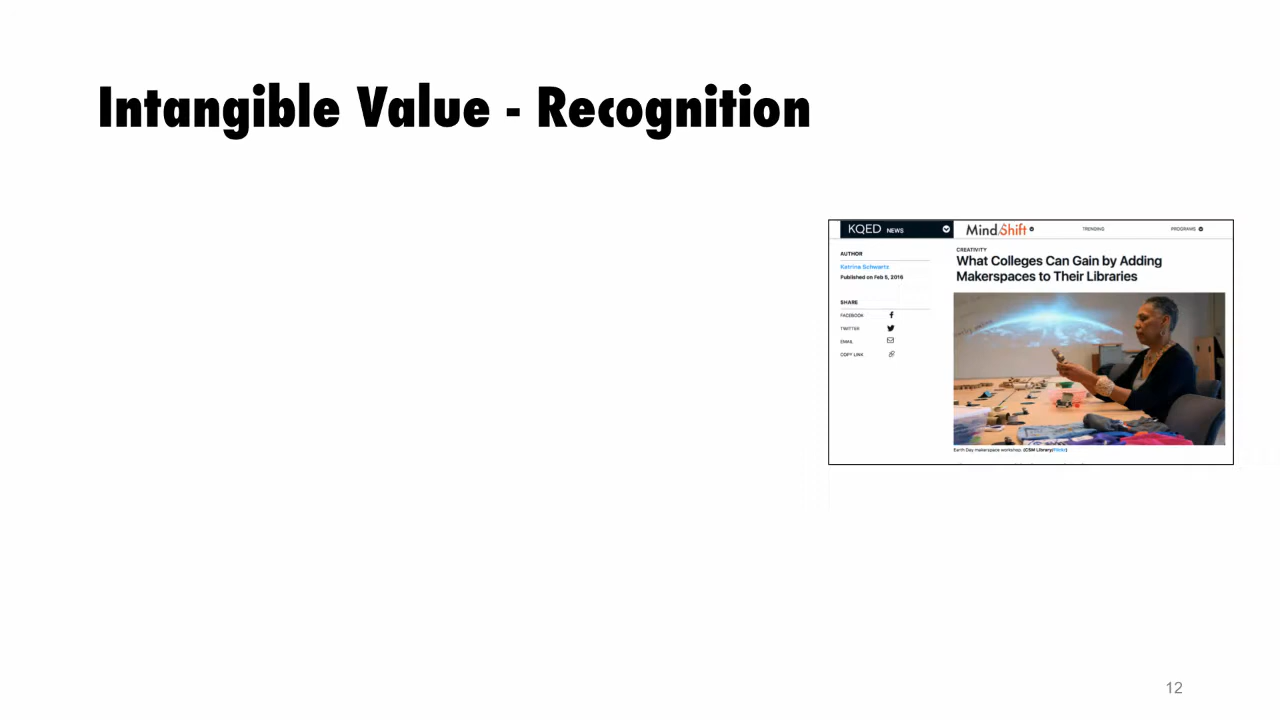 Intangible Value - Recognition
KQED NEWS
MindShift
TRENDING
PROGRAMS
AUTHOR
Katrina Schwartz
Published on Feb 5, 2016
SHARE
FACEBOOK
TWITTER
EMAIL
COPY LINK
CREATIVITY
What Colleges Can Gain by Adding
Makerspaces to Their Libraries
Earth Day makerspace workshop. (CSM Library/Flickr)
12